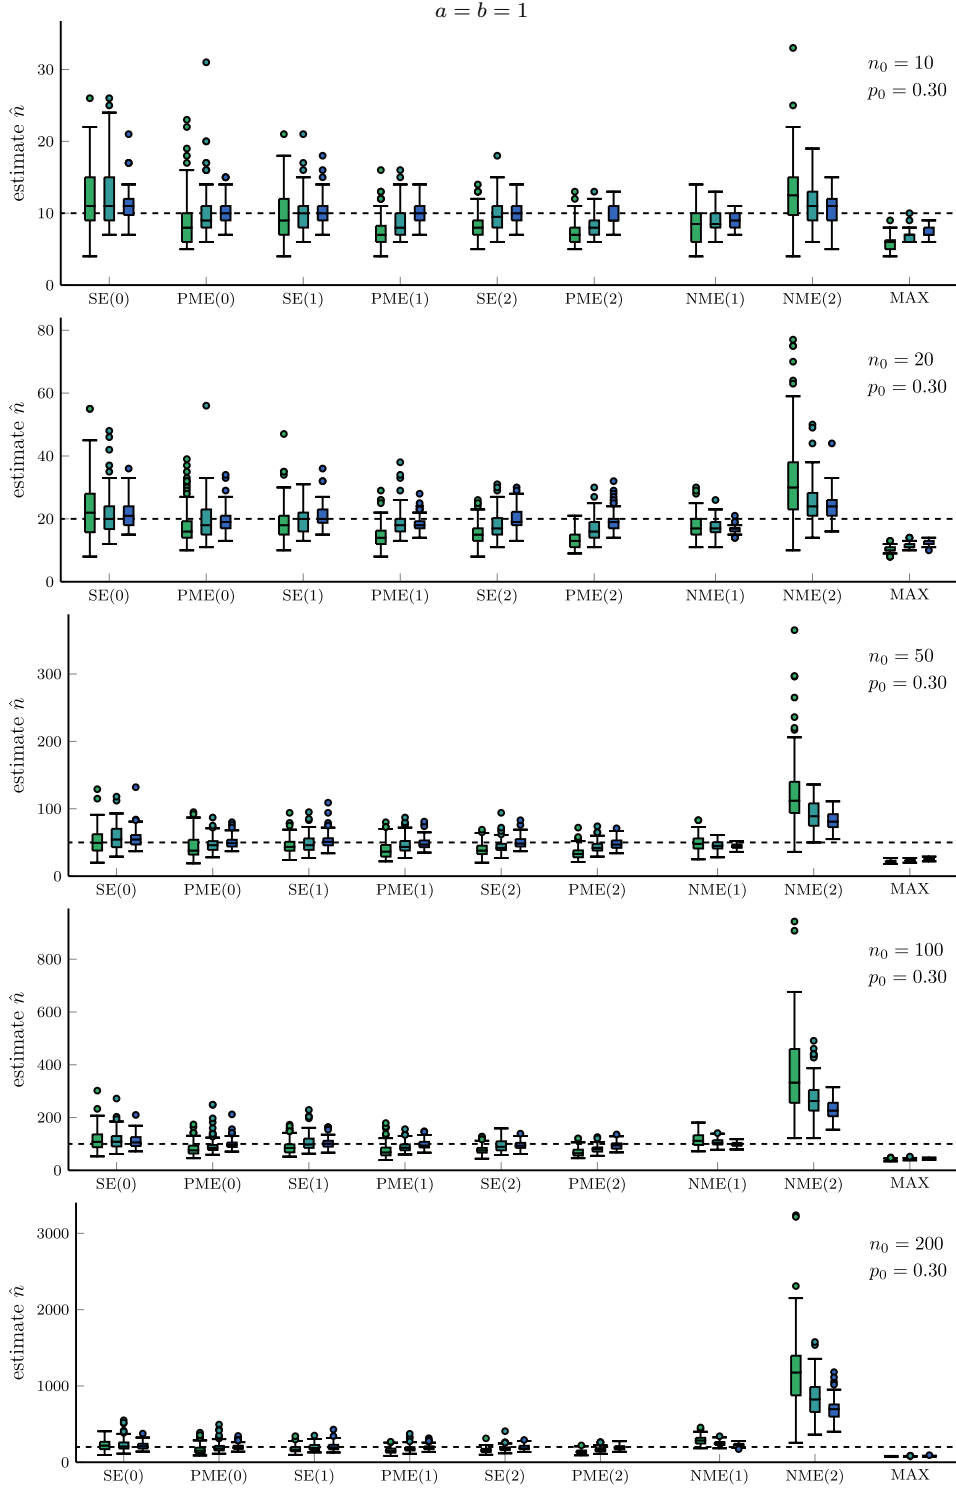 a = b = 1
estimate n̂
30
20
10
0
n₀ = 10
p₀ = 0.30
SE(0) PME(0) SE(1) PME(1) SE(2) PME(2) NME(1) NME(2) MAX
estimate n̂
80
60
40
20
0
n₀ = 20
p₀ = 0.30
SE(0) PME(0) SE(1) PME(1) SE(2) PME(2) NME(1) NME(2) MAX
estimate n̂
300
200
100
0
n₀ = 50
p₀ = 0.30
SE(0) PME(0) SE(1) PME(1) SE(2) PME(2) NME(1) NME(2) MAX
estimate n̂
800
600
400
200
0
n₀ = 100
p₀ = 0.30
SE(0) PME(0) SE(1) PME(1) SE(2) PME(2) NME(1) NME(2) MAX
estimate n̂
3000
2000
1000
0
n₀ = 200
p₀ = 0.30
SE(0) PME(0) SE(1) PME(1) SE(2) PME(2) NME(1) NME(2) MAX